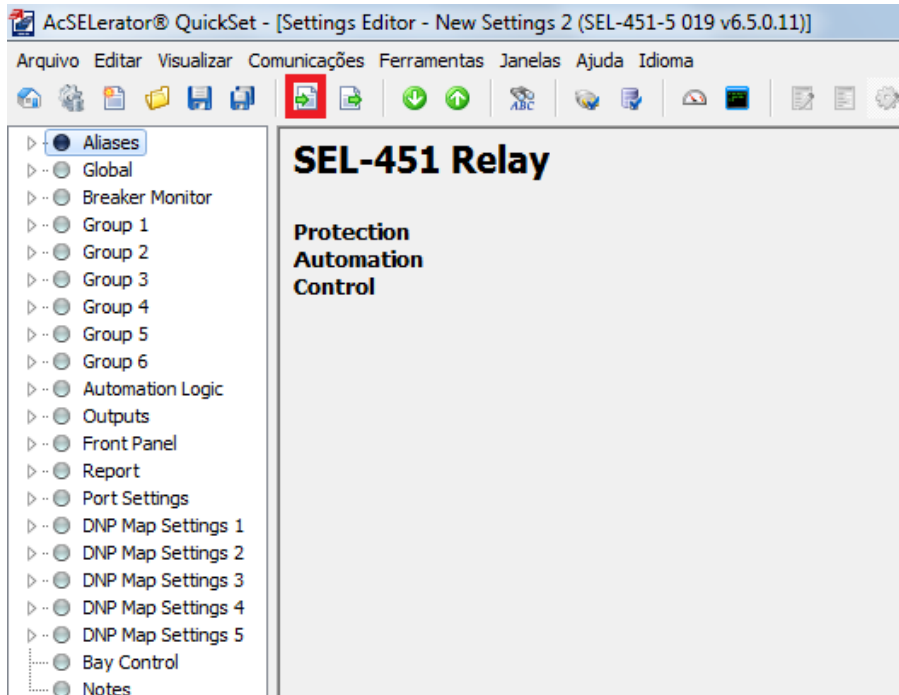 AcSELerator® QuickSet - [Settings Editor - New Settings 2 (SEL-451-5 019 v6.5.0.11)]
Arquivo Editar Visualizar Comunicações Ferramentas Janelas Ajuda Idioma
ABC
Aliases
Global
Breaker Monitor
Group 1
Group 2
Group 3
Group 4
Group 5
Group 6
Automation Logic
Outputs
Front Panel
Report
Port Settings
DNP Map Settings 1
DNP Map Settings 2
DNP Map Settings 3
DNP Map Settings 4
DNP Map Settings 5
Bay Control
Notes
SEL-451 Relay
Protection
Automation
Control